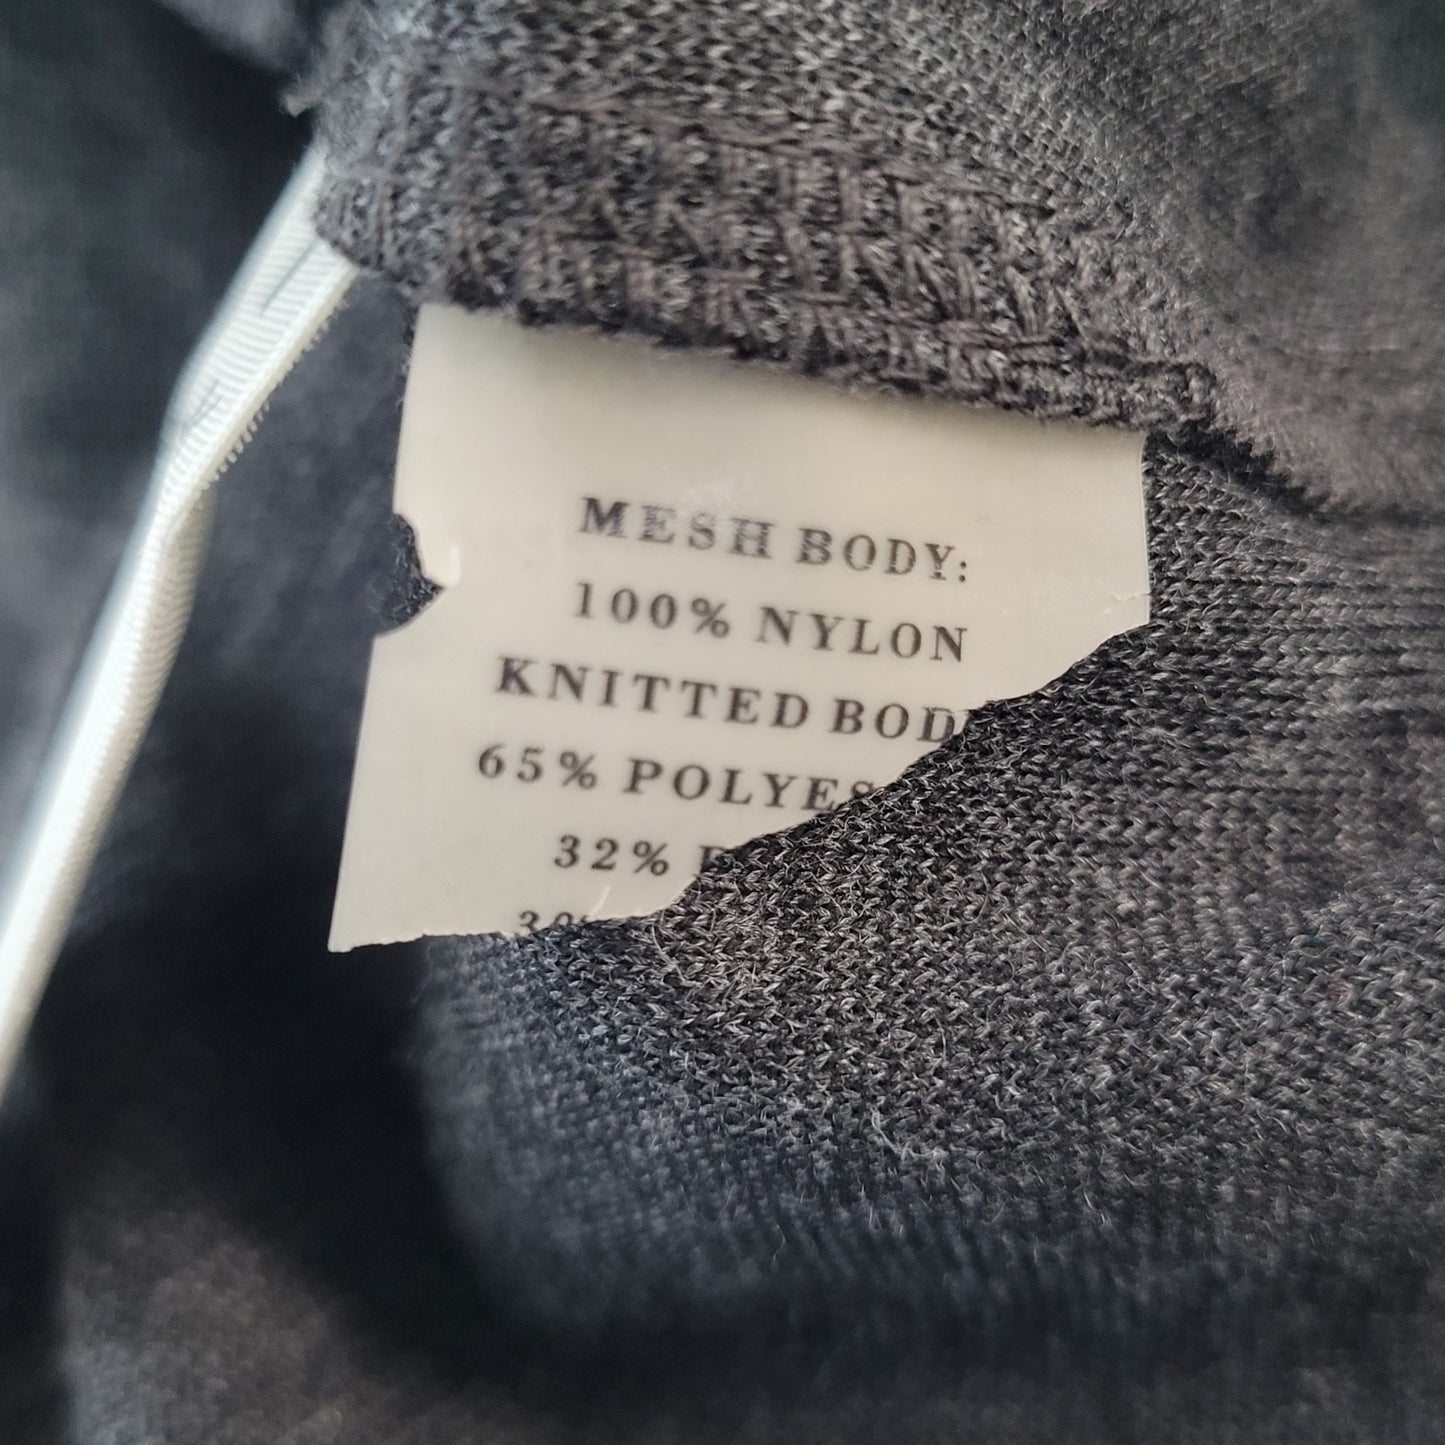 MESH BODY:
100% NYLON
KNITTED BOD
65% POLYES
32%